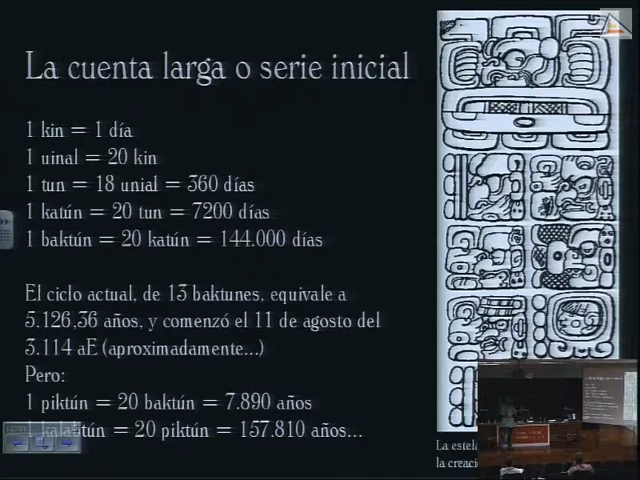 La cuenta larga o serie inicial
1 kin = 1 día
1 uinal = 20 kin
1 tun = 18 unial = 360 días
1 katún = 20 tun = 7200 días
1 baktún = 20 katún = 144.000 días
El ciclo actual, de 13 baktunes, equivale a
5.126,36 años, y comenzó el 11 de agosto del
3.114 aE (aproximadamente...)
Pero:
1 piktún = 20 baktún = 7.890 años
kalabtún = 20 piktún = 157.810 años...
La estela
la creació